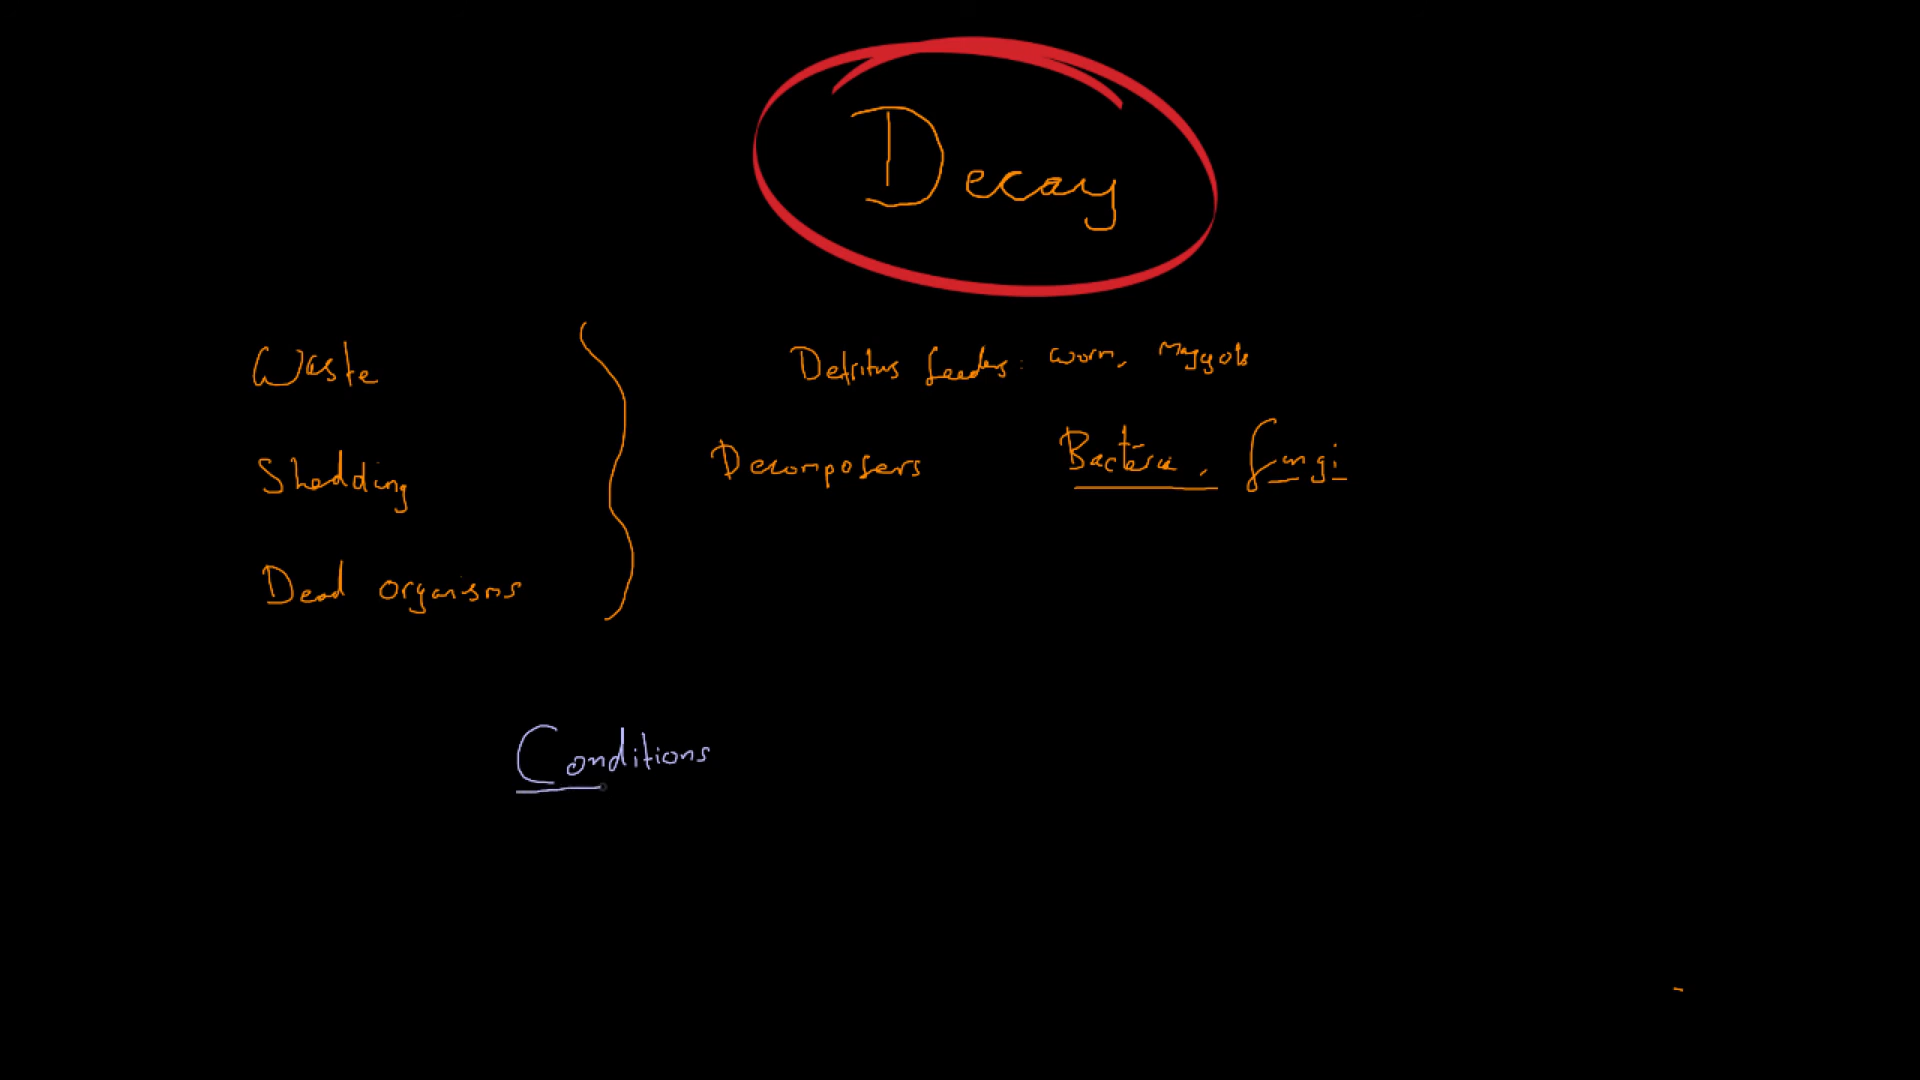 Decay
Waste
Detritus feeders: worm, Maggots
Shedding
Decomposers Bacteria, fungi
Dead organisms
Conditions